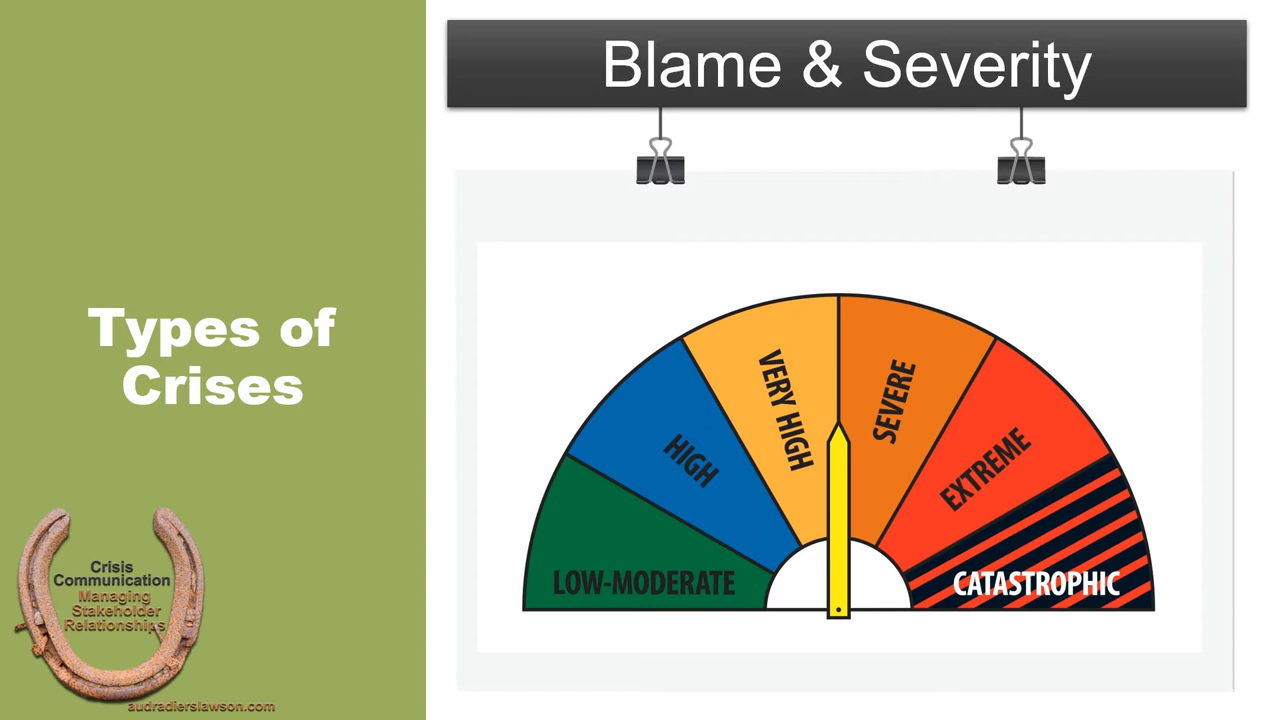 Blame & Severity
Types of
Crises
LOW-MODERATE
HIGH
VERY HIGH
SEVERE
EXTREME
CATASTROPHIC
Crisis
Communication
Managing
Stakeholder
Relationships
audradierslawson.com